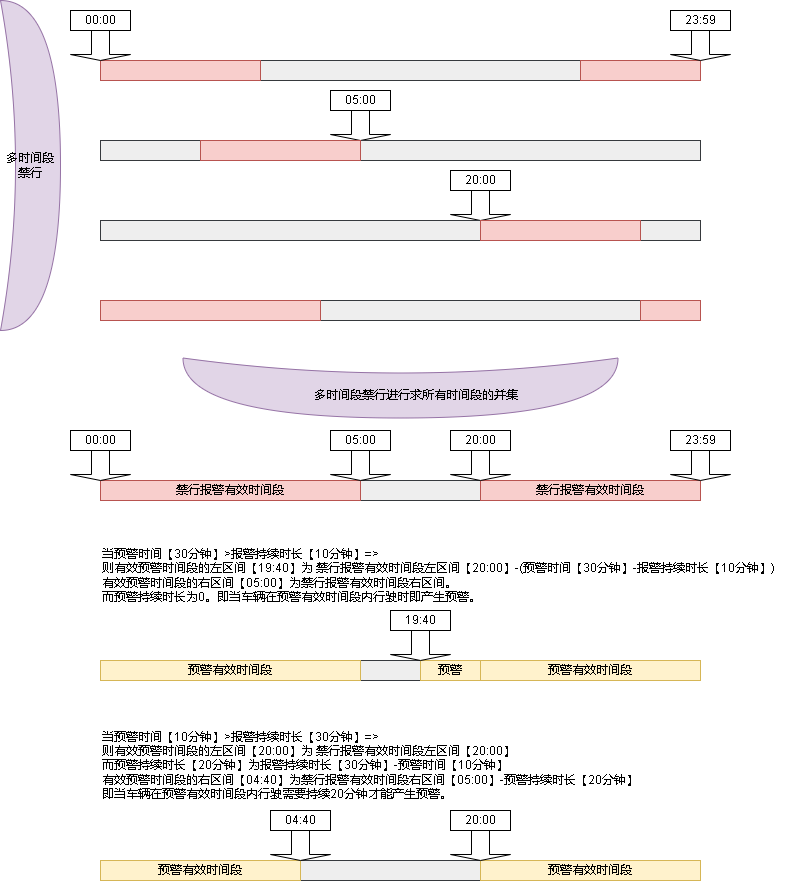 00:00
23:59
05:00
多时间段
禁行
20:00
多时间段禁行进行求所有时间段的并集
00:00
05:00
20:00
23:59
禁行报警有效时间段
禁行报警有效时间段
当预警时间【30分钟】>报警持续时长【10分钟】=>
则有效预警时间段的左区间【19:40】为 禁行报警有效时间段左区间【20:00】-(预警时间【30分钟】-报警持续时长【10分钟】)
有效预警时间段的右区间【05:00】为禁行报警有效时间段右区间。
而预警持续时长为0。即当车辆在预警有效时间段内行驶时即产生预警。
19:40
预警有效时间段
预警
预警有效时间段
当预警时间【10分钟】>报警持续时长【30分钟】=>
则有效预警时间段的左区间【20:00】为 禁行报警有效时间段左区间【20:00】
而预警持续时长【20分钟】为报警持续时长【30分钟】-预警时间【10分钟】
有效预警时间段的右区间【04:40】为禁行报警有效时间段右区间【05:00】-预警持续时长【20分钟】
即当车辆在预警有效时间段内行驶需要持续20分钟才能产生预警。
04:40
20:00
预警有效时间段
预警有效时间段